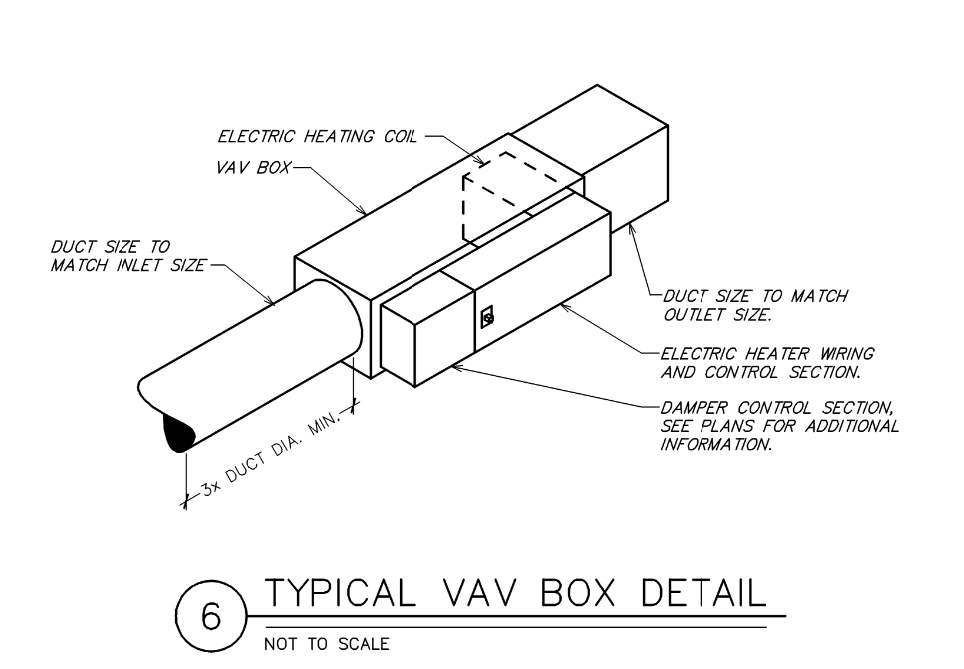 ELECTRIC HEATING COIL
VAV BOX
DUCT SIZE TO
MATCH INLET SIZE
DUCT SIZE TO MATCH
OUTLET SIZE.
ELECTRIC HEATER WIRING
AND CONTROL SECTION.
DAMPER CONTROL SECTION,
SEE PLANS FOR ADDITIONAL
INFORMATION.
3x DUCT DIA. MIN.
6
TYPICAL VAV BOX DETAIL
NOT TO SCALE